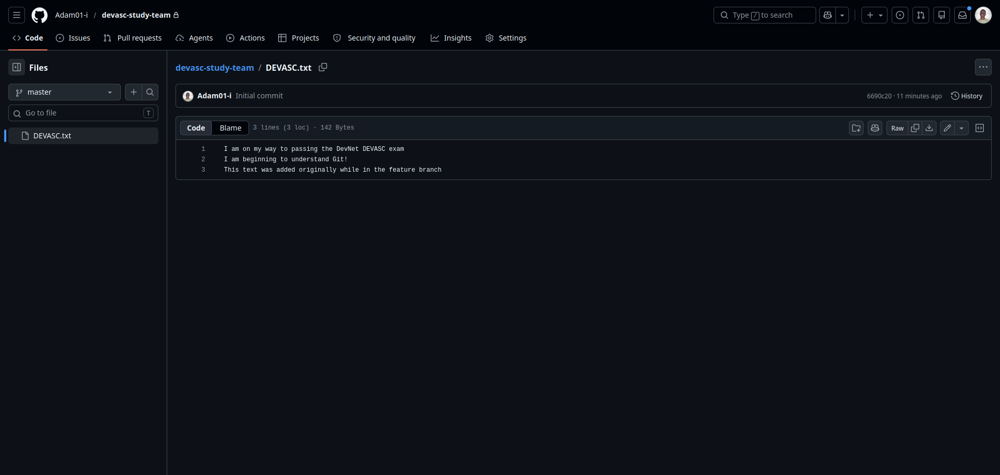 Adam01-i / devasc-study-team
Type / to search
Code Issues Pull requests Agents Actions Projects Security and quality Insights Settings
Files
master
Go to file T
DEVASC.txt
devasc-study-team / DEVASC.txt
Adam01-i Initial commit 6690c20 · 11 minutes ago History
Code Blame 3 lines (3 loc) · 142 Bytes Raw
1 I am on my way to passing the DevNet DEVASC exam
2 I am beginning to understand Git!
3 This text was added originally while in the feature branch